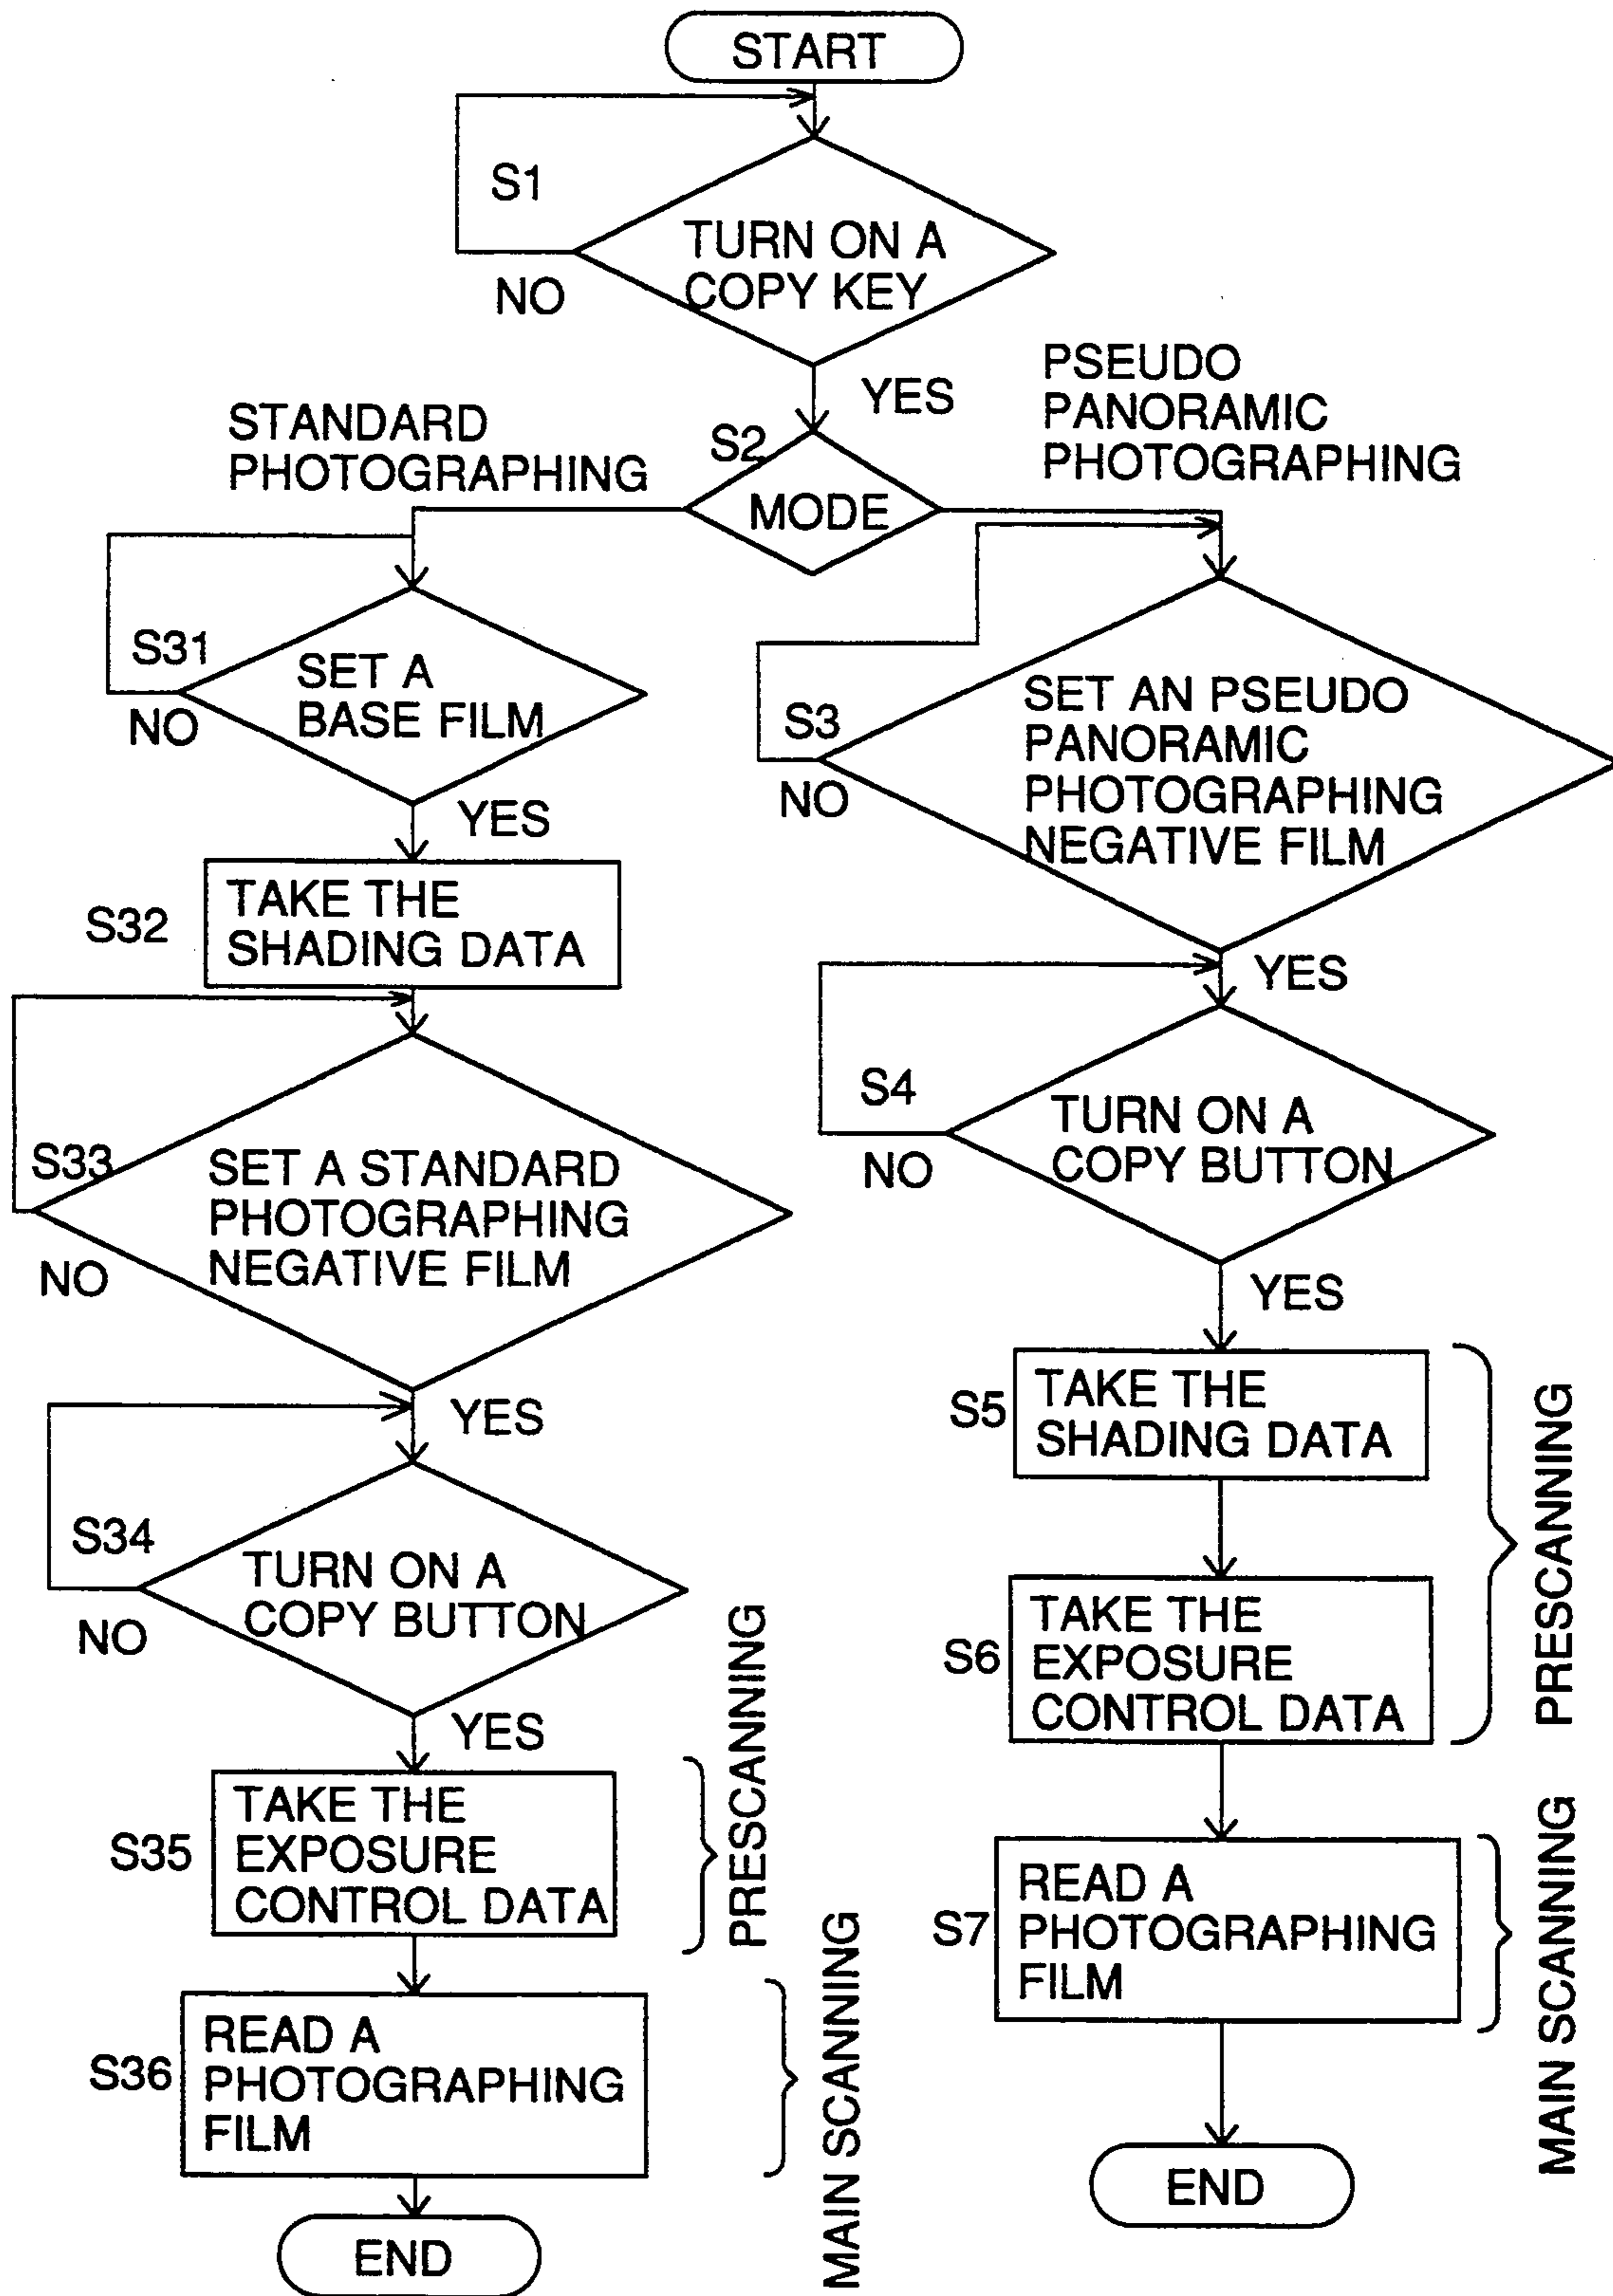 START
S1
TURN ON A
COPY KEY
NO
YES
STANDARD
PHOTOGRAPHING
S2
MODE
PSEUDO
PANORAMIC
PHOTOGRAPHING
S31
SET A
BASE FILM
NO
YES
S32
TAKE THE
SHADING DATA
S33
SET A STANDARD
PHOTOGRAPHING
NEGATIVE FILM
NO
YES
S34
TURN ON A
COPY BUTTON
NO
YES
S35
TAKE THE
EXPOSURE
CONTROL DATA
PRESCANNING
S36
READ A
PHOTOGRAPHING
FILM
MAIN SCANNING
END
S3
SET AN PSEUDO
PANORAMIC
PHOTOGRAPHING
NEGATIVE FILM
NO
YES
S4
TURN ON A
COPY BUTTON
NO
YES
S5
TAKE THE
SHADING DATA
S6
TAKE THE
EXPOSURE
CONTROL DATA
PRESCANNING
S7
READ A
PHOTOGRAPHING
FILM
MAIN SCANNING
END